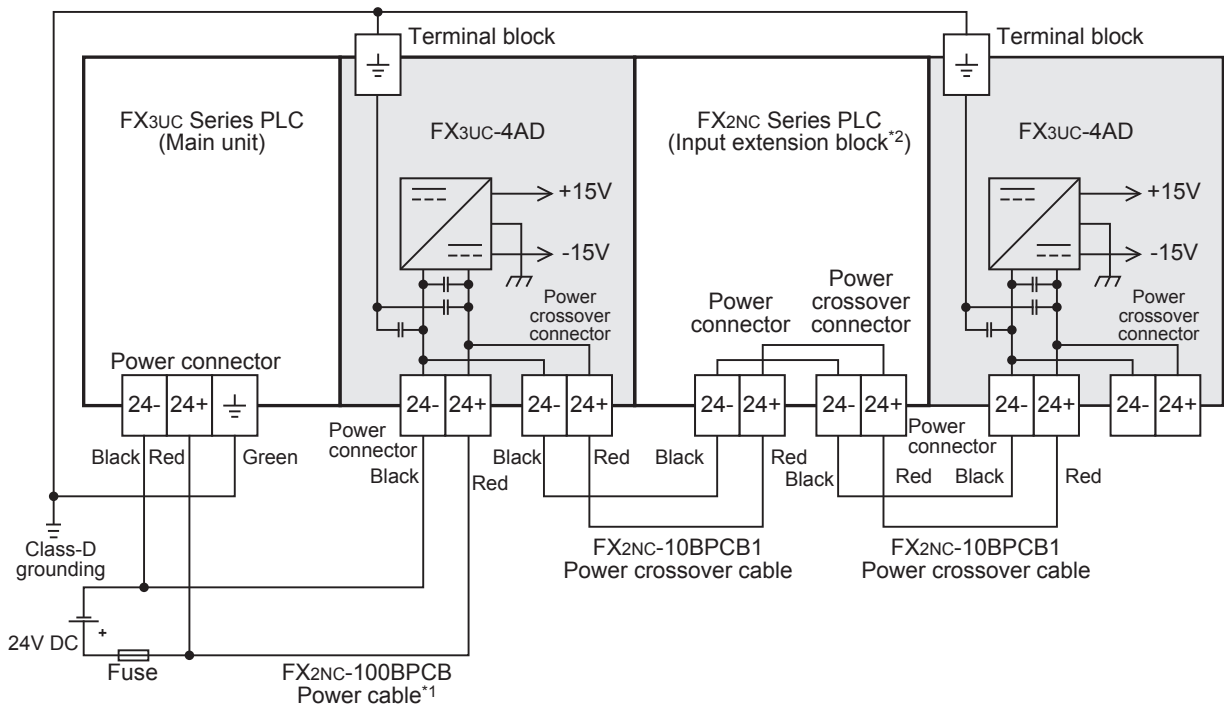 Terminal block
Terminal block
FX3UC Series PLC
(Main unit)
FX3UC-4AD
FX2NC Series PLC
(Input extension block*2)
FX3UC-4AD
+15V
-15V
+15V
-15V
Power
crossover
connector
Power
connector
Power
crossover
connector
Power
crossover
connector
Power connector
24- 24+
24- 24+ 24- 24+
24- 24+ 24- 24+
24- 24+ 24- 24+
Power
connector
Power
connector
Black Red Green
Black Red
Black Red
Black Red
Black Red
Black Red
Class-D
grounding
FX2NC-10BPCB1
Power crossover cable
FX2NC-10BPCB1
Power crossover cable
24V DC
+
Fuse
FX2NC-100BPCB
Power cable*1